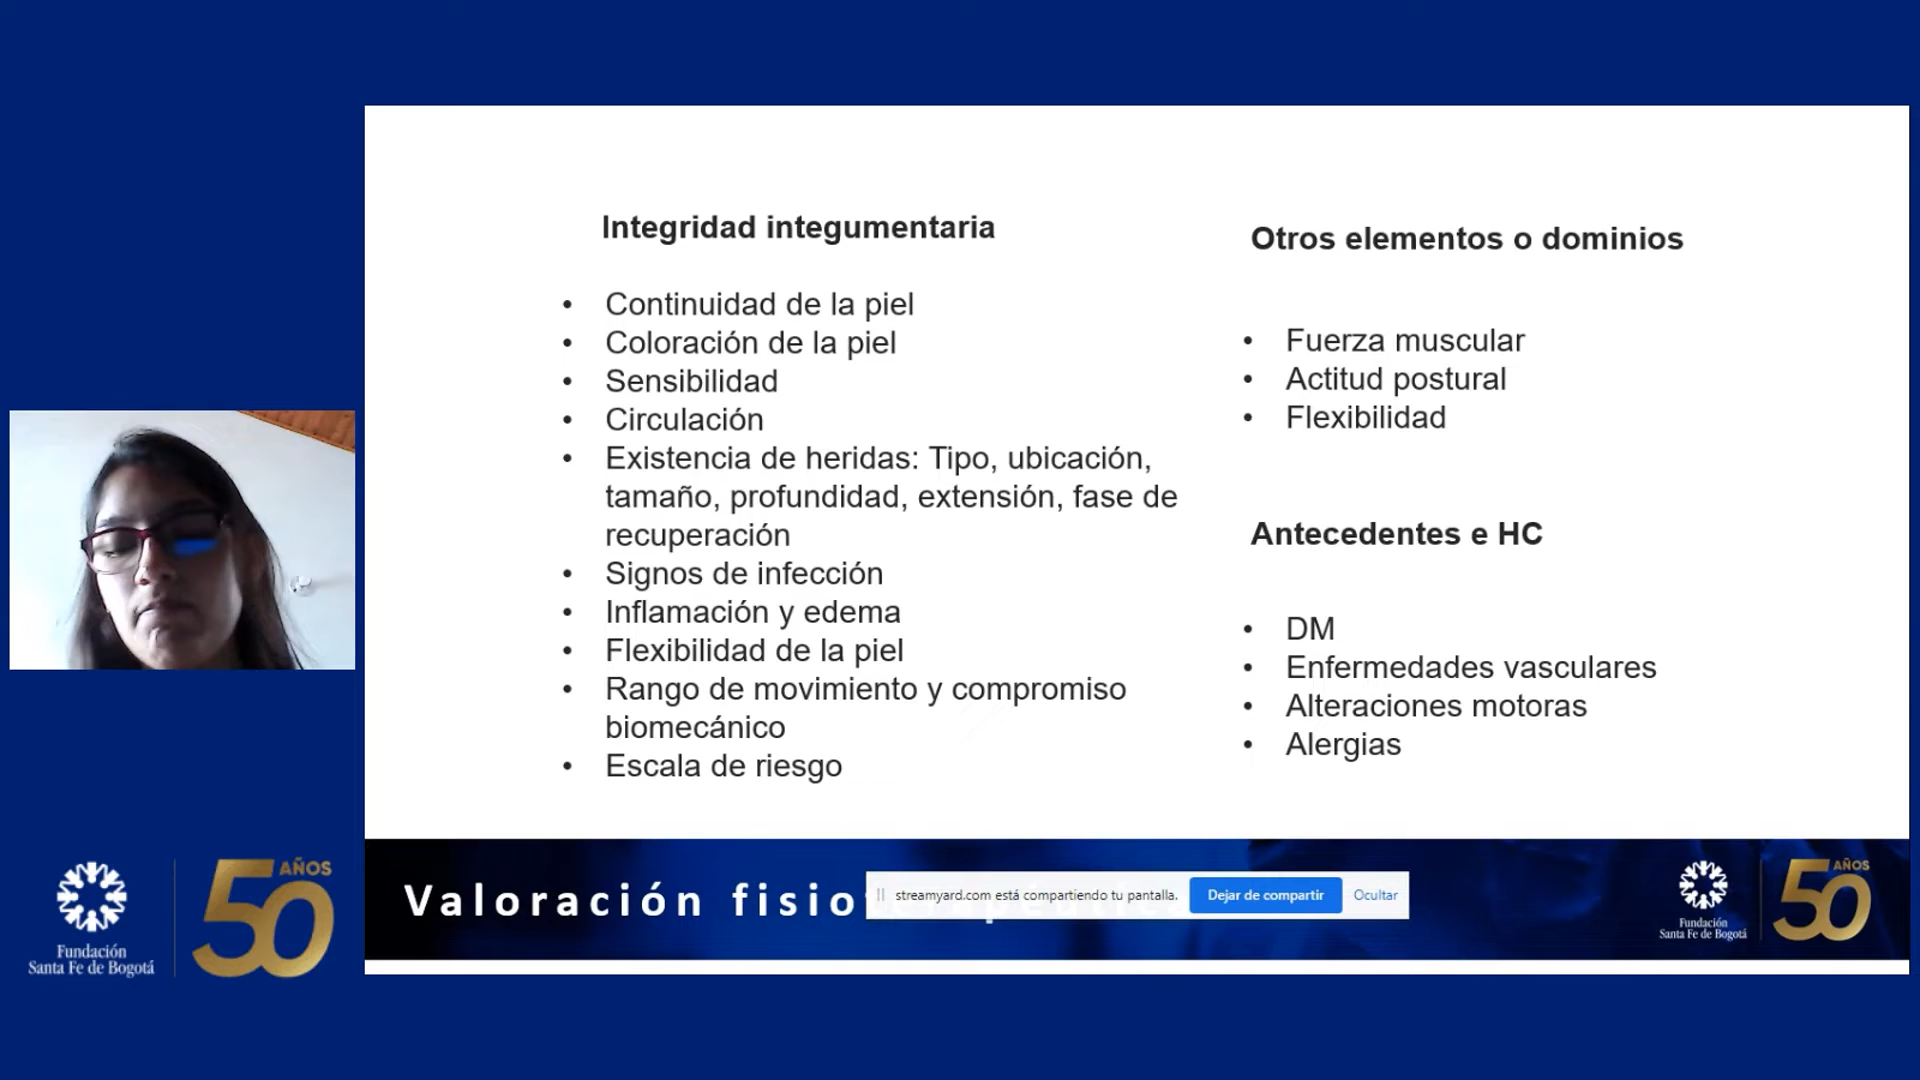 Integridad integumentaria
• Continuidad de la piel
• Coloración de la piel
• Sensibilidad
• Circulación
• Existencia de heridas: Tipo, ubicación,
tamaño, profundidad, extensión, fase de
recuperación
• Signos de infección
• Inflamación y edema
• Flexibilidad de la piel
• Rango de movimiento y compromiso
biomecánico
• Escala de riesgo
Otros elementos o dominios
• Fuerza muscular
• Actitud postural
• Flexibilidad
Antecedentes e HC
• DM
• Enfermedades vasculares
• Alteraciones motoras
• Alergias
Valoración
streamyard.com está compartiendo tu pantalla.
Dejar de compartir
Ocultar
Fundación
Santa Fe de Bogotá
50 AÑOS
Fundación
Santa Fe de Bogotá
50 AÑOS